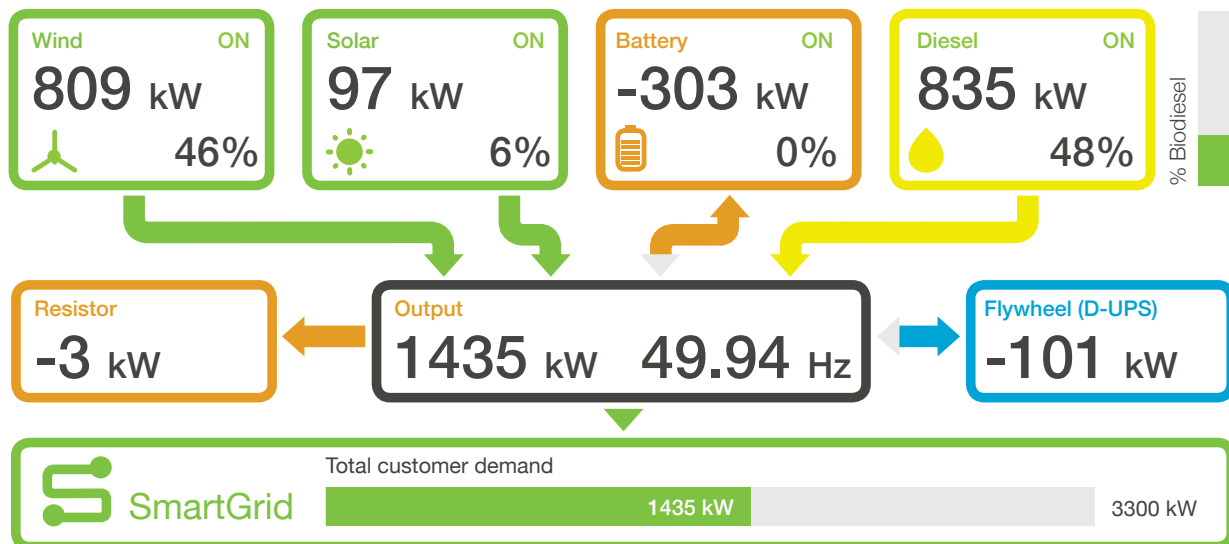 Wind ON
809 kW
46%
Solar ON
97 kW
6%
Battery ON
-303 kW
0%
Diesel ON
835 kW
48%
% Biodiesel
Resistor
-3 kW
Output
1435 kW 49.94 Hz
Flywheel (D-UPS)
-101 kW
SmartGrid
Total customer demand
1435 kW
3300 kW